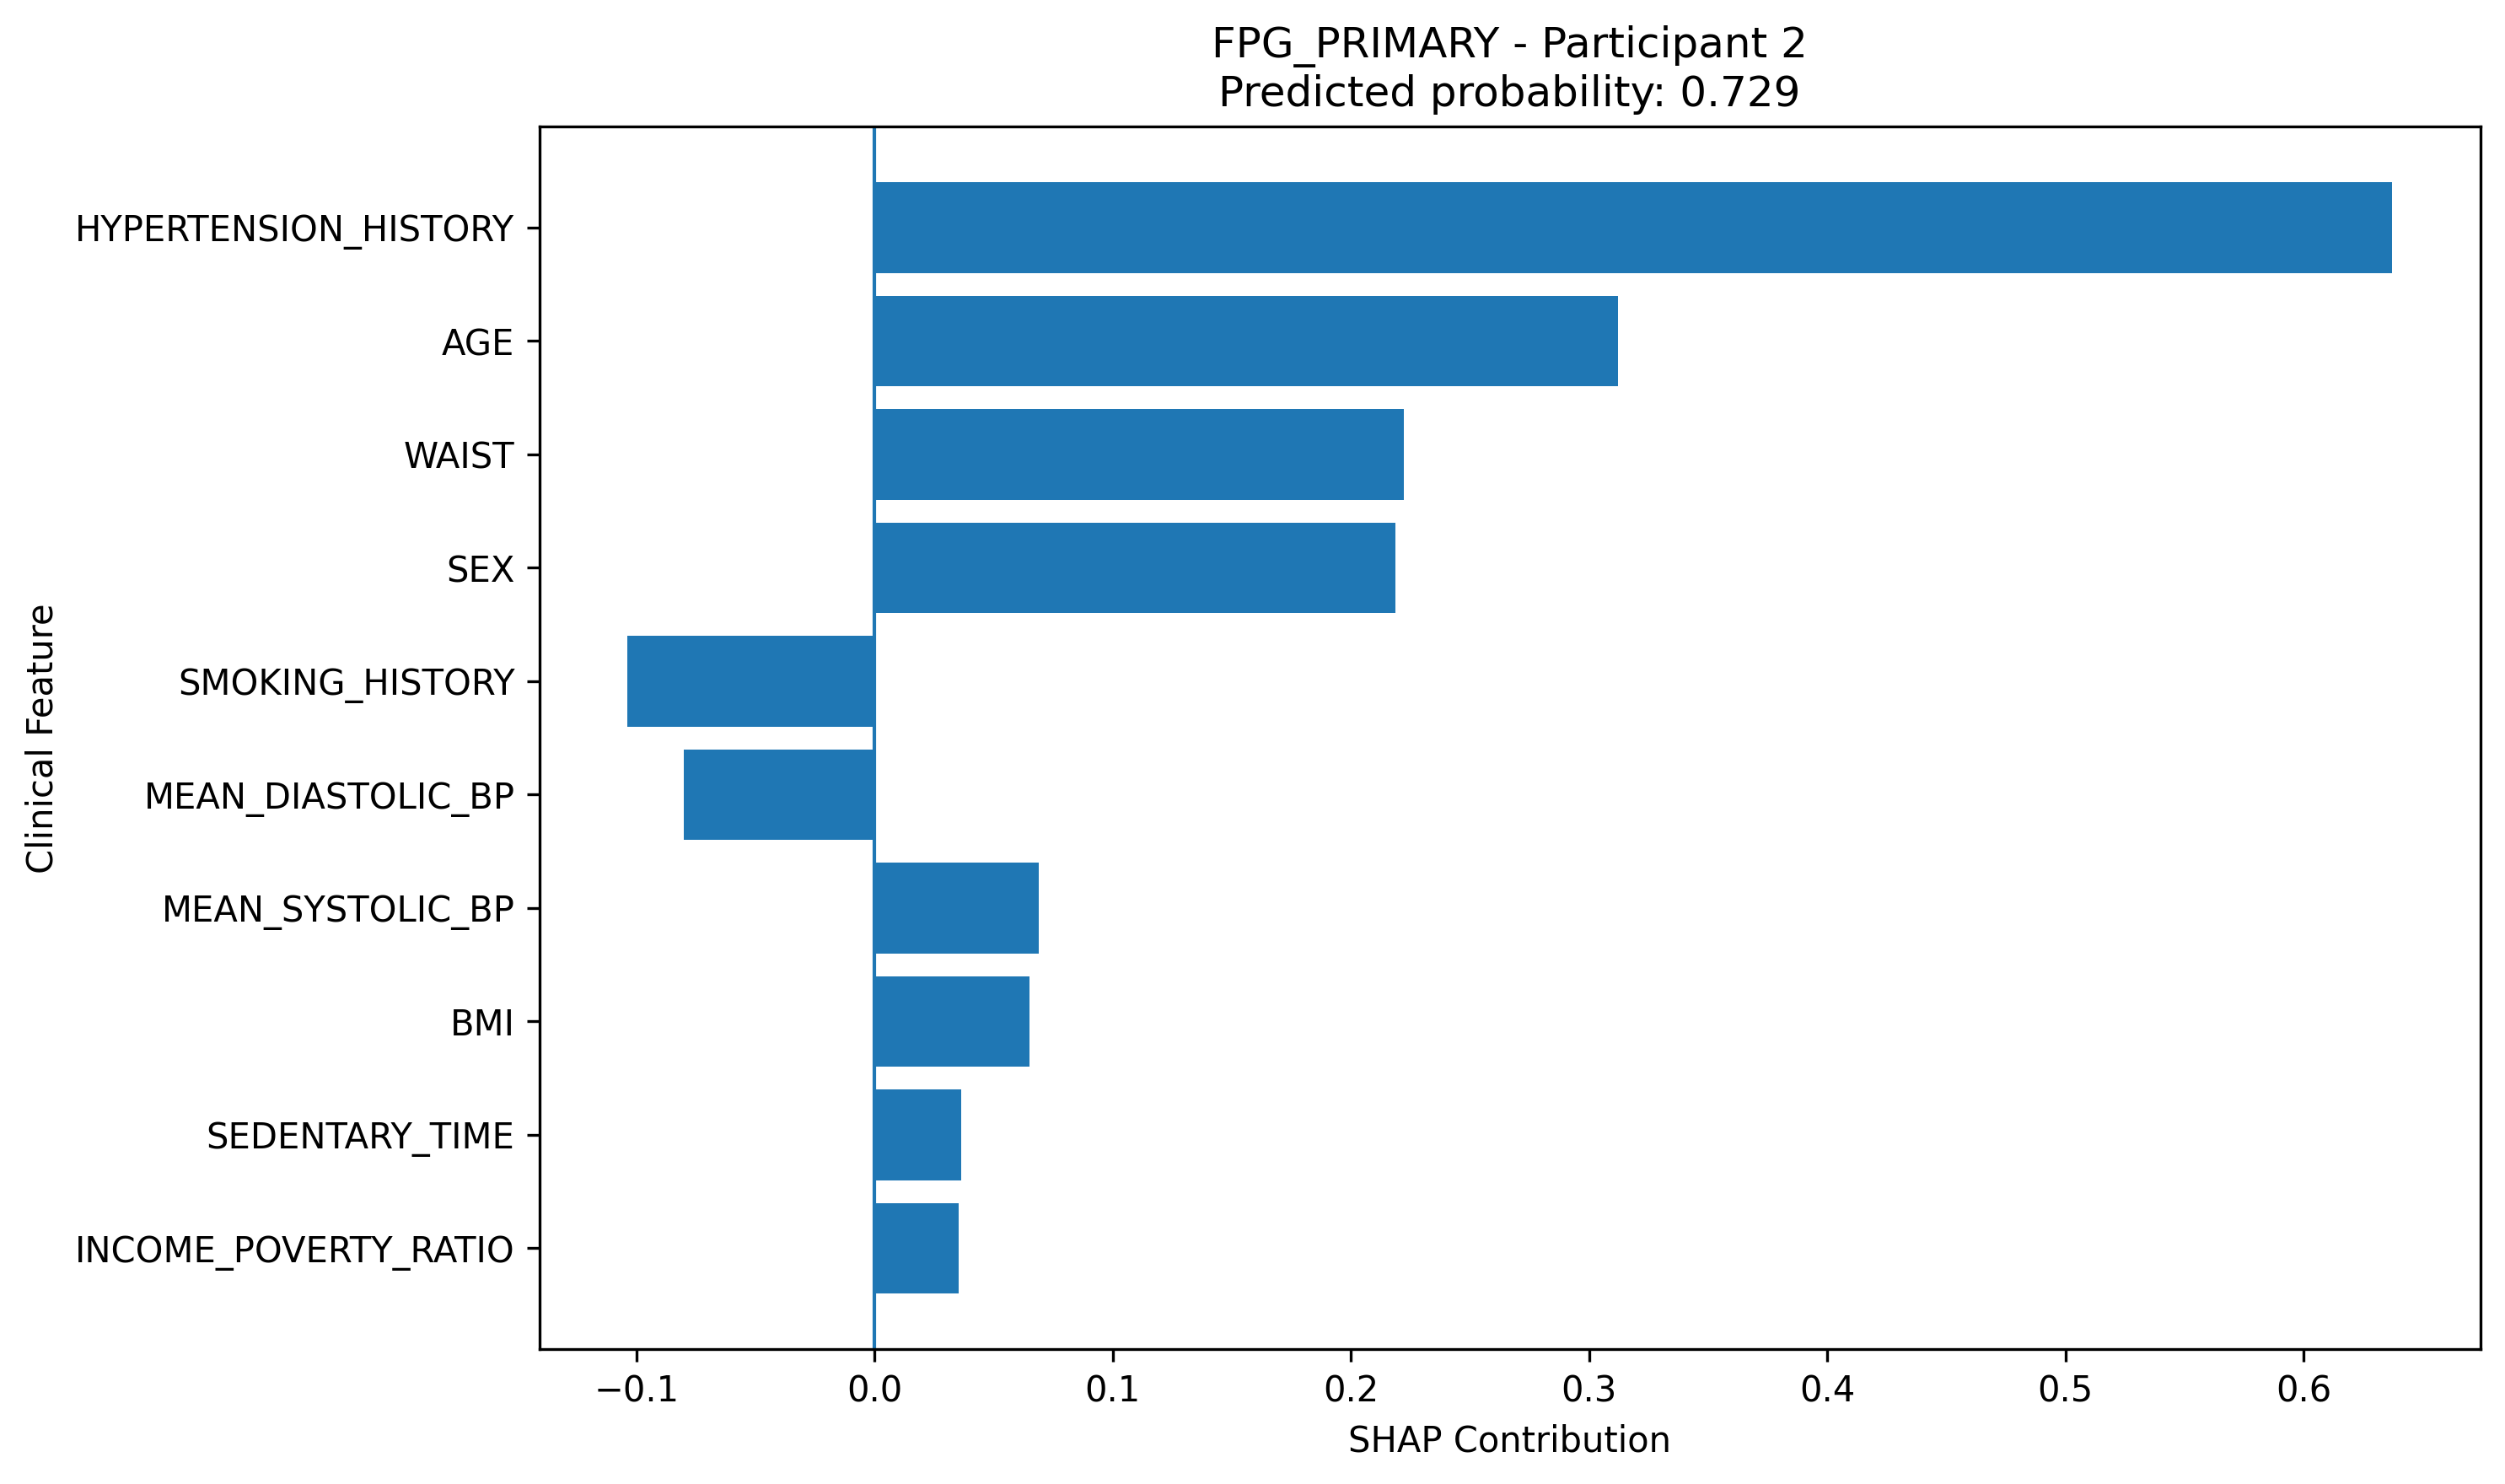 FPG_PRIMARY - Participant 2
Predicted probability: 0.729
Clinical Feature
HYPERTENSION_HISTORY
AGE
WAIST
SEX
SMOKING_HISTORY
MEAN_DIASTOLIC_BP
MEAN_SYSTOLIC_BP
BMI
SEDENTARY_TIME
INCOME_POVERTY_RATIO
−0.1 0.0 0.1 0.2 0.3 0.4 0.5 0.6
SHAP Contribution